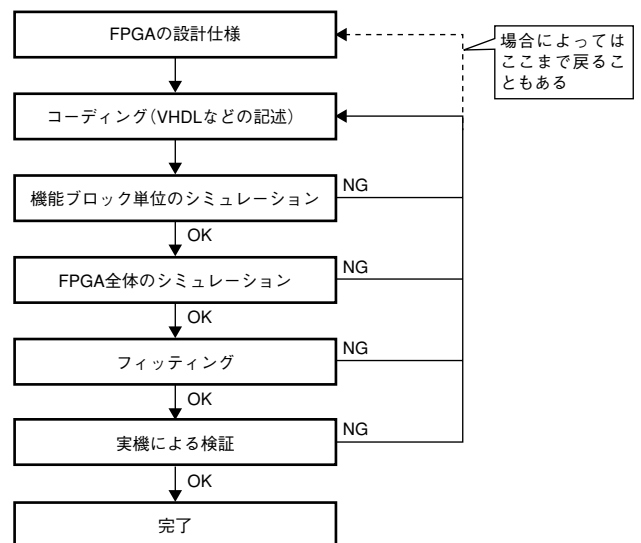 FPGAの設計仕様
場合によっては
ここまで戻るこ
ともある
コーディング(VHDLなどの記述)
機能ブロック単位のシミュレーション
NG
OK
FPGA全体のシミュレーション
NG
OK
フィッティング
NG
OK
実機による検証
NG
OK
完了